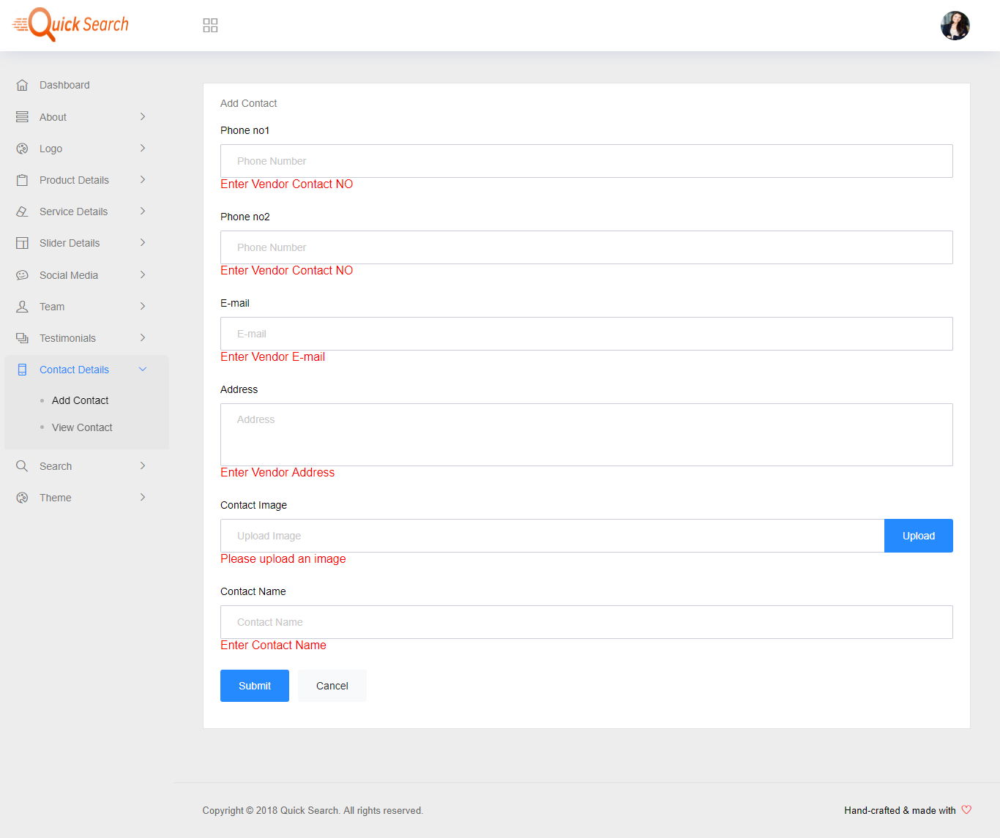 Quick Search
Dashboard
About
Logo
Product Details
Service Details
Slider Details
Social Media
Team
Testimonials
Contact Details
Add Contact
View Contact
Search
Theme
Add Contact
Phone no1
Phone Number
Enter Vendor Contact NO
Phone no2
Phone Number
Enter Vendor Contact NO
E-mail
E-mail
Enter Vendor E-mail
Address
Address
Enter Vendor Address
Contact Image
Upload Image
Upload
Please upload an image
Contact Name
Contact Name
Enter Contact Name
Submit
Cancel
Copyright © 2018 Quick Search. All rights reserved.
Hand-crafted & made with